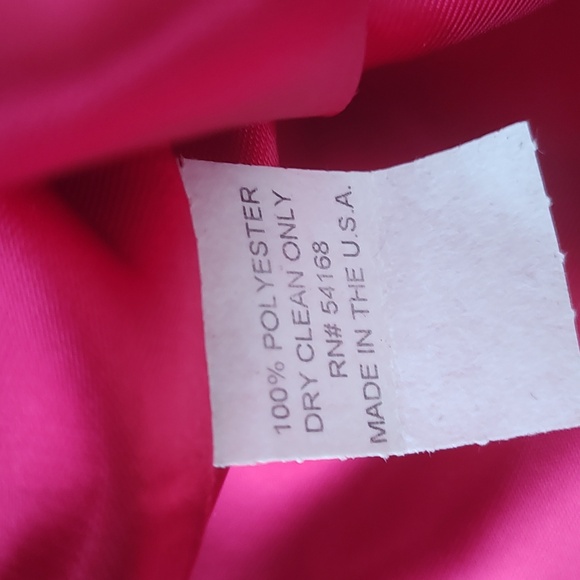 100% POLYESTER
DRY CLEAN ONLY
RN# 54168
MADE IN THE U.S.A.